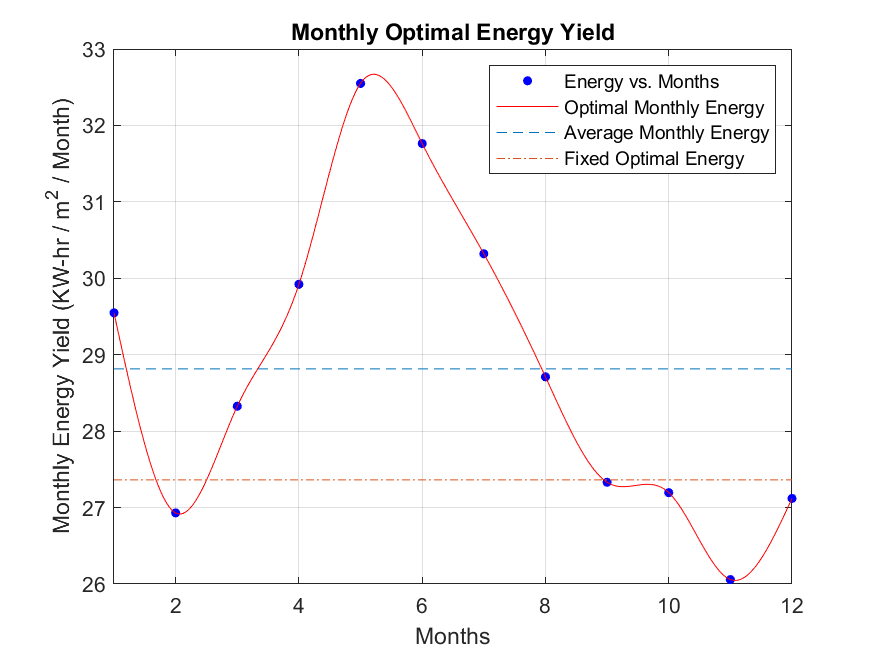 Monthly Optimal Energy Yield
Monthly Energy Yield (KW-hr / m² / Month)
33
32
31
30
29
28
27
26
Energy vs. Months
Optimal Monthly Energy
Average Monthly Energy
Fixed Optimal Energy
2 4 6 8 10 12
Months